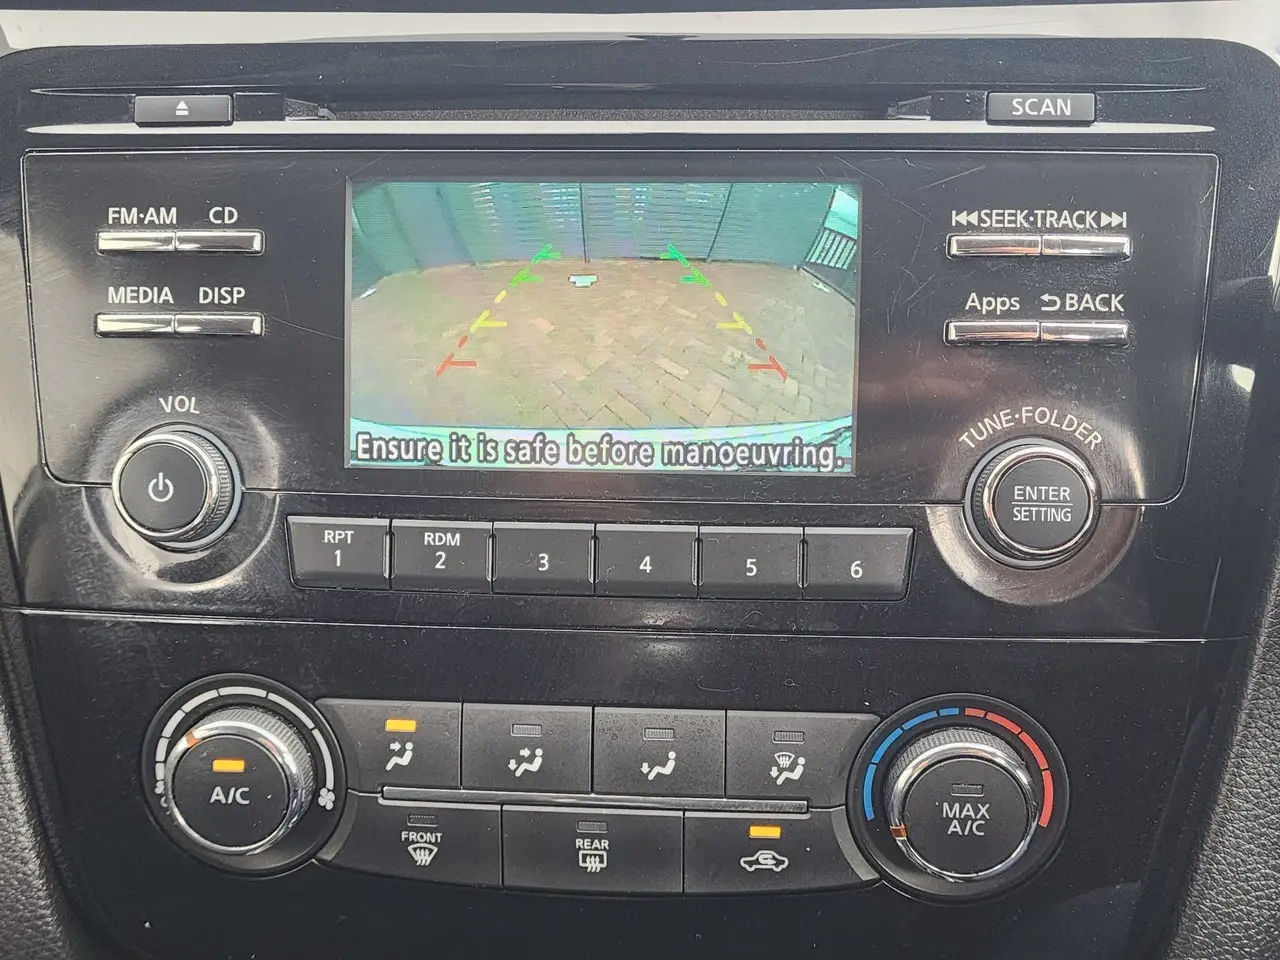 SCAN
FM·AM CD
SEEK·TRACK
MEDIA DISP
Apps BACK
VOL
TUNE·FOLDER
Ensure it is safe before manoeuvring.
ENTER
SETTING
RPT
1
RDM
2
3
4
5
6
A/C
MAX
A/C
FRONT
REAR